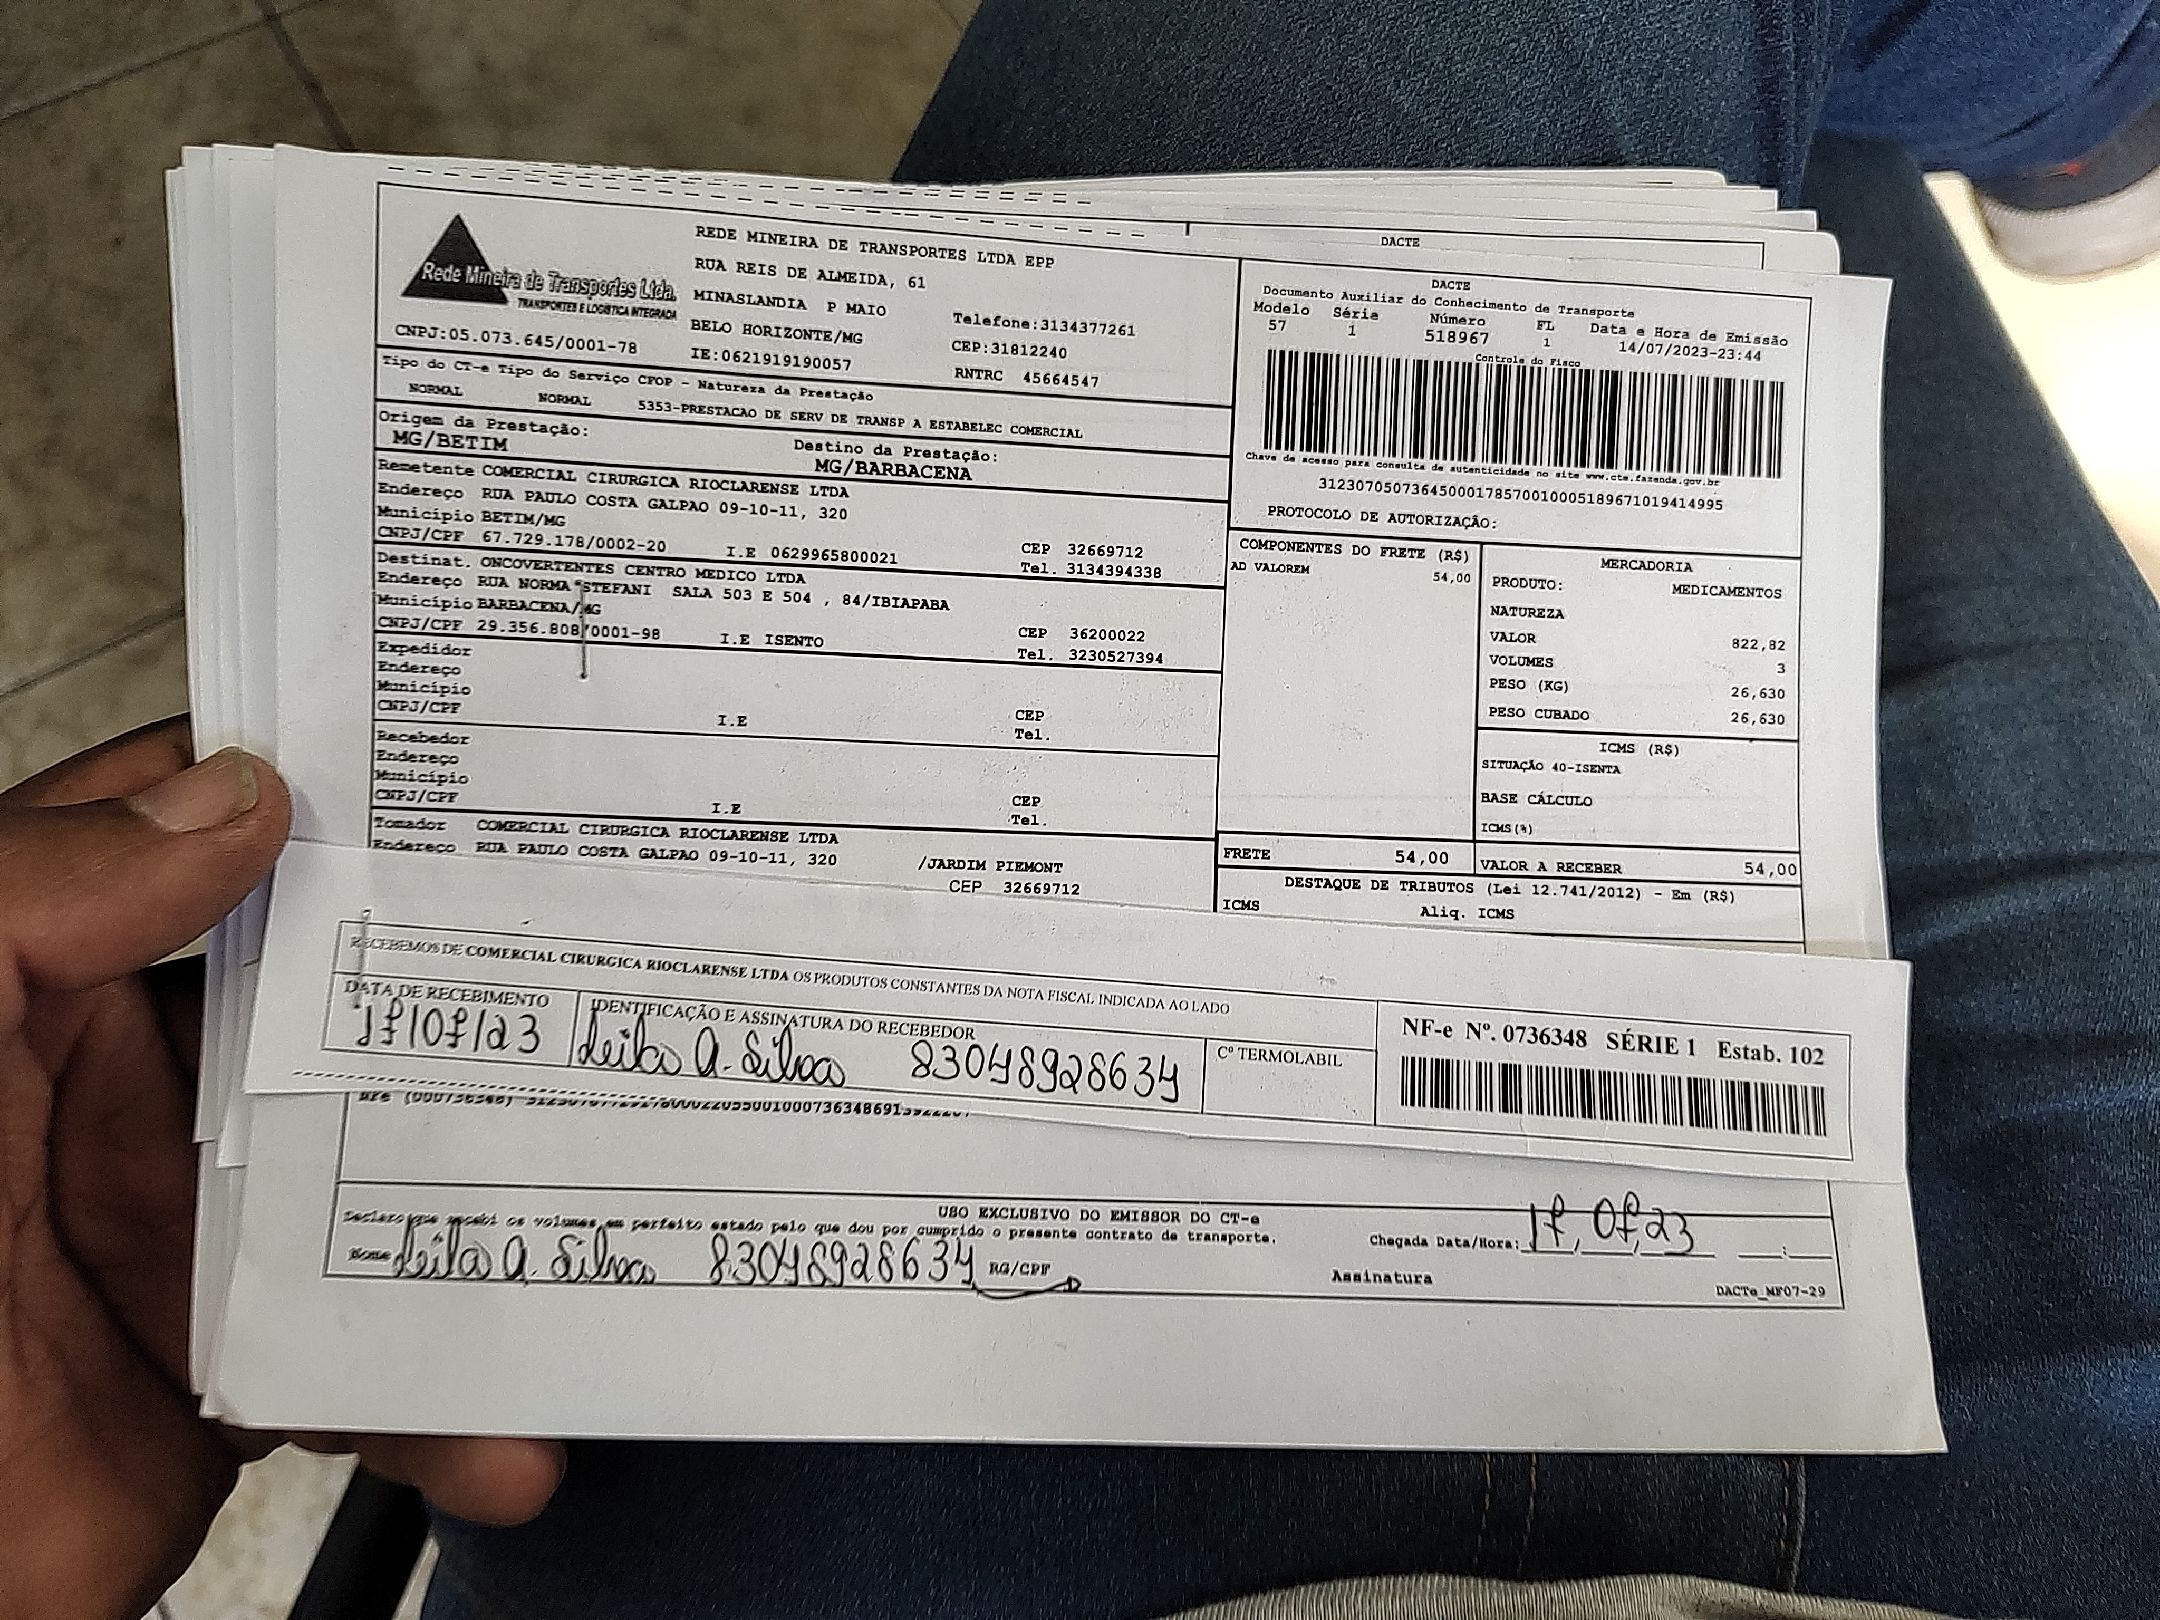 DACTE
Rede Mineira de Transportes Ltda.
TRANSPORTES E LOGÍSTICA INTEGRADA
CNPJ:05.073.645/0001-78
REDE MINEIRA DE TRANSPORTES LTDA EPP
RUA REIS DE ALMEIDA, 61
MINASLANDIA P MAIO
BELO HORIZONTE/MG
IE:0621919190057
Telefone:3134377261
CEP:31812240
RNTRC 45664547
DACTE
Documento Auxiliar do Conhecimento de Transporte
Modelo Série Número FL Data e Hora de Emissão
57 1 518967 1 14/07/2023-23:44
Controle do Fisco
Chave de acesso para consulta de autenticidade no site www.cte.fazenda.gov.br
31230705073645000178570010005189671019414995
PROTOCOLO DE AUTORIZAÇÃO:
Tipo do CT-e Tipo do Serviço CFOP - Natureza da Prestação
NORMAL NORMAL 5353-PRESTACAO DE SERV DE TRANSP A ESTABELEC COMERCIAL
Origem da Prestação: Destino da Prestação:
MG/BETIM MG/BARBACENA
Remetente COMERCIAL CIRURGICA RIOCLARENSE LTDA
Endereço RUA PAULO COSTA GALPAO 09-10-11, 320
Município BETIM/MG CEP 32669712
CNPJ/CPF 67.729.178/0002-20 I.E 0629965800021 Tel. 3134394338
Destinat. ONCOVERTENTES CENTRO MEDICO LTDA
Endereço RUA NORMA STEFANI SALA 503 E 504 , 84/IBIAPABA
Município BARBACENA/MG CEP 36200022
CNPJ/CPF 29.356.808/0001-98 I.E ISENTO Tel. 3230527394
Expedidor
Endereço
Município CEP
CNPJ/CPF I.E Tel.
Recebedor
Endereço
Município CEP
CNPJ/CPF I.E Tel.
Tomador COMERCIAL CIRURGICA RIOCLARENSE LTDA
Endereço RUA PAULO COSTA GALPAO 09-10-11, 320 /JARDIM PIEMONT
CEP 32669712
COMPONENTES DO FRETE (R$)
AD VALOREM 54,00
MERCADORIA
PRODUTO: MEDICAMENTOS
NATUREZA
VALOR 822,82
VOLUMES 3
PESO (KG) 26,630
PESO CUBADO 26,630
ICMS (R$)
SITUAÇÃO 40-ISENTA
BASE CÁLCULO
ICMS(%)
FRETE 54,00 VALOR A RECEBER 54,00
DESTAQUE DE TRIBUTOS (Lei 12.741/2012) - Em (R$)
ICMS Aliq. ICMS
RECEBEMOS DE COMERCIAL CIRURGICA RIOCLARENSE LTDA OS PRODUTOS CONSTANTES DA NOTA FISCAL INDICADA AO LADO
DATA DE RECEBIMENTO IDENTIFICAÇÃO E ASSINATURA DO RECEBEDOR Cº TERMOLABIL
17/07/23 Leila A. Silva 83048928634
NF-e Nº. 0736348 SÉRIE 1 Estab. 102
USO EXCLUSIVO DO EMISSOR DO CT-e
Declaro que recebi os volumes em perfeito estado pelo que dou por cumprido o presente contrato de transporte.
Chegada Data/Hora: 17,07,23 :
Nome Leila A. Silva 83048928634 RG/CPF Assinatura
DACTe_MF07-29